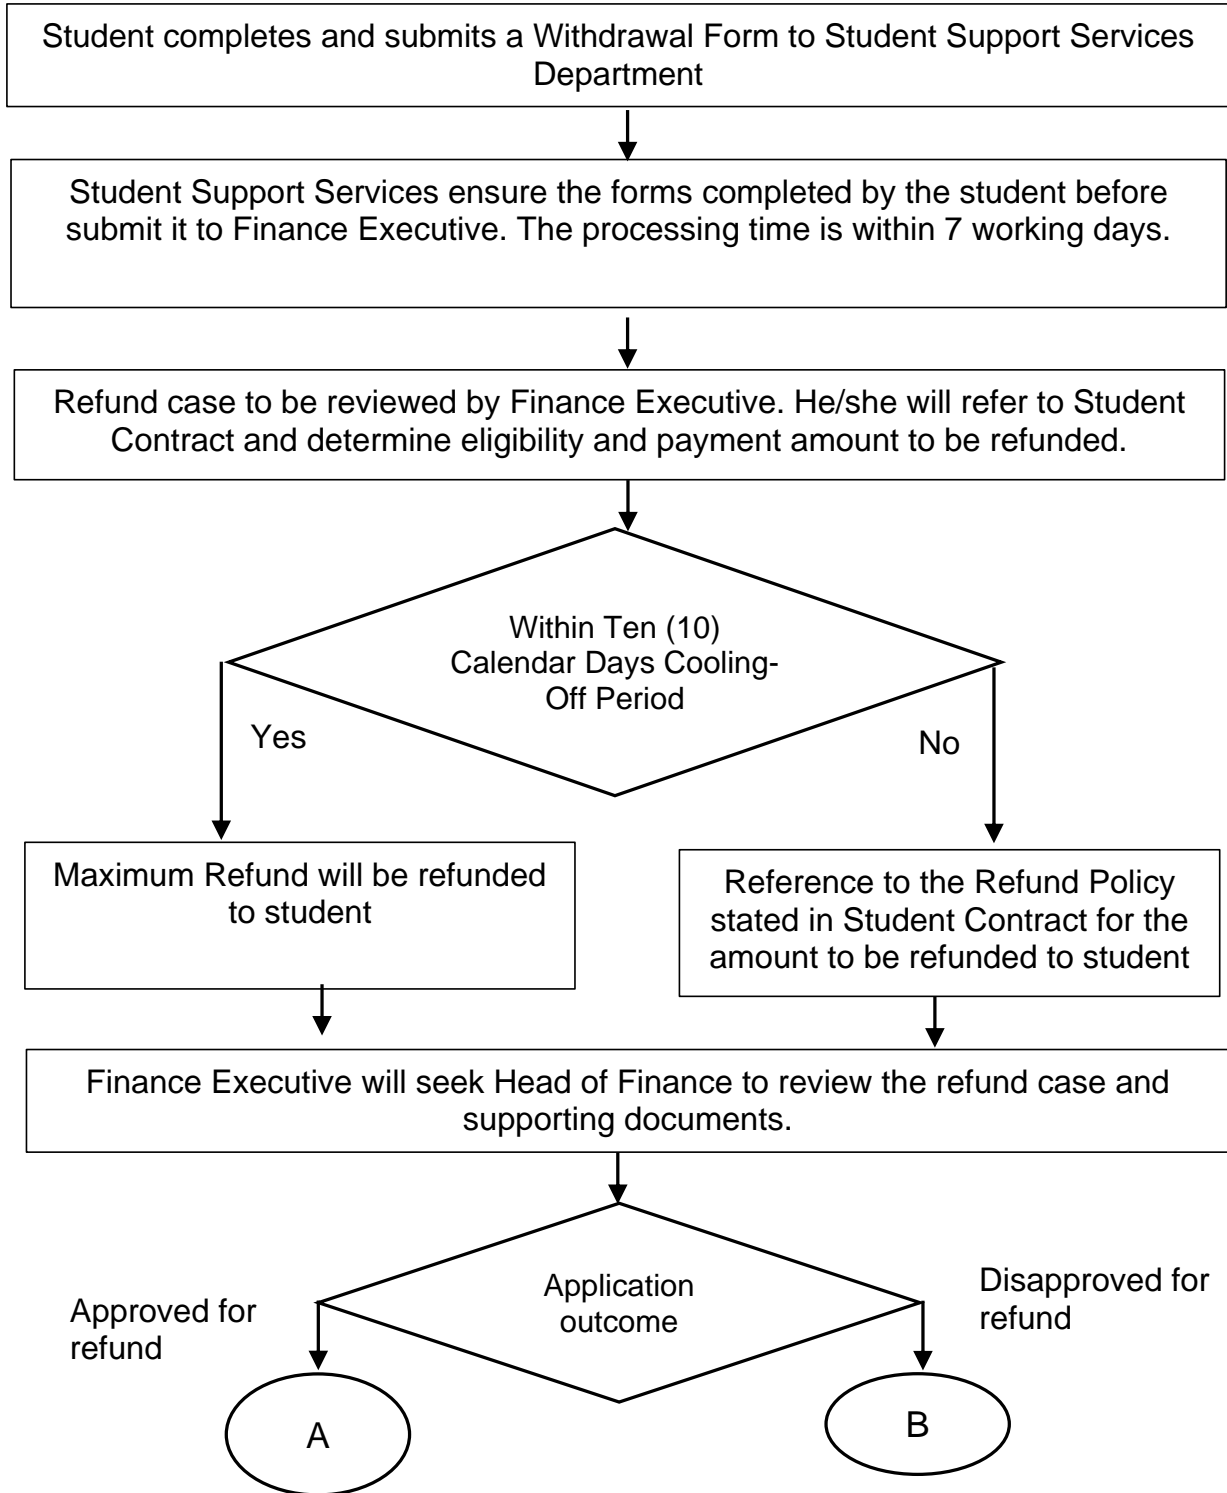 Student completes and submits a Withdrawal Form to Student Support Services
Department
Student Support Services ensure the forms completed by the student before
submit it to Finance Executive. The processing time is within 7 working days.
Refund case to be reviewed by Finance Executive. He/she will refer to Student
Contract and determine eligibility and payment amount to be refunded.
Within Ten (10)
Calendar Days Cooling-
Off Period
Yes
No
Maximum Refund will be refunded
to student
Reference to the Refund Policy
stated in Student Contract for the
amount to be refunded to student
Finance Executive will seek Head of Finance to review the refund case and
supporting documents.
Application
outcome
Approved for
refund
Disapproved for
refund
A
B